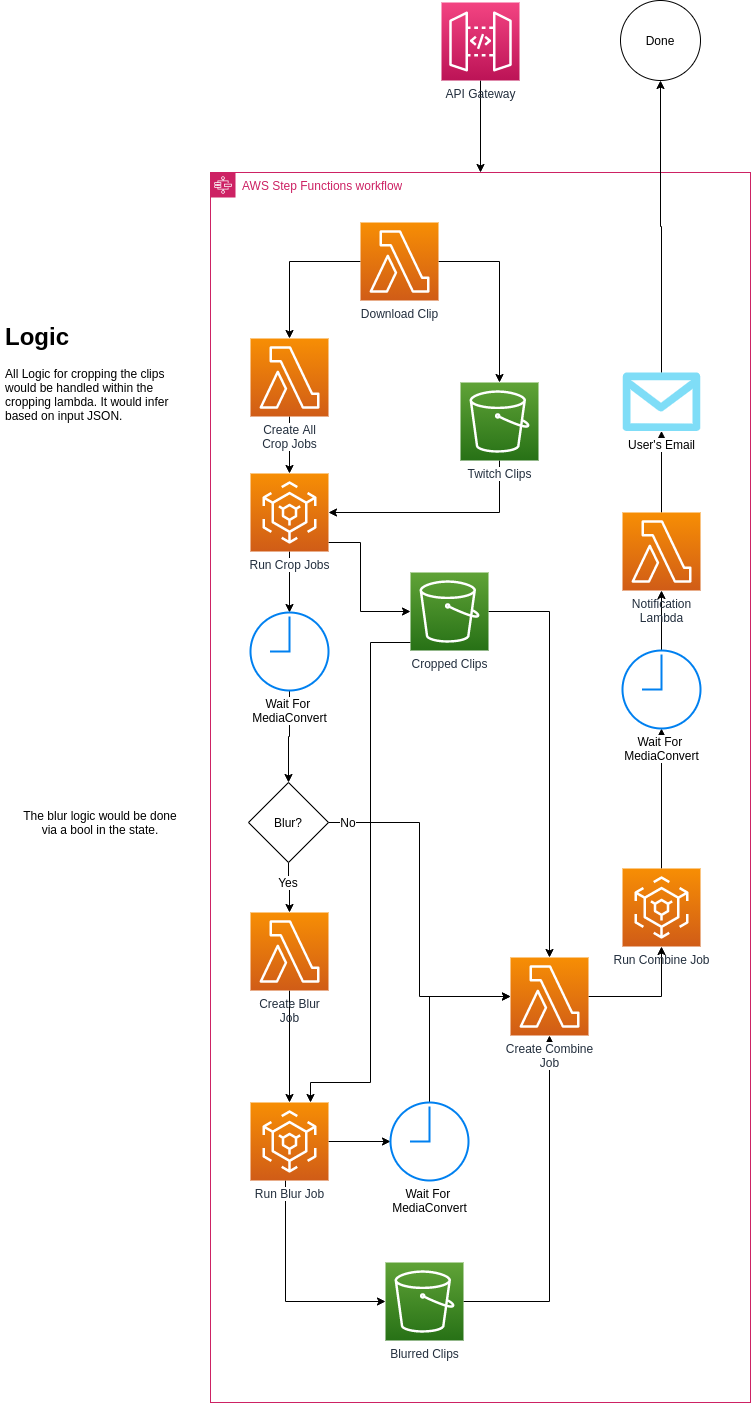 API Gateway
Done
AWS Step Functions workflow
Download Clip
Logic
All Logic for cropping the clips
would be handled within the
cropping lambda. It would infer
based on input JSON.
Create All
Crop Jobs
Twitch Clips
User's Email
Run Crop Jobs
Notification
Lambda
Cropped Clips
Wait For
MediaConvert
Wait For
MediaConvert
The blur logic would be done
via a bool in the state.
Blur?
No
Yes
Run Combine Job
Create Blur
Job
Create Combine
Job
Run Blur Job
Wait For
MediaConvert
Blurred Clips